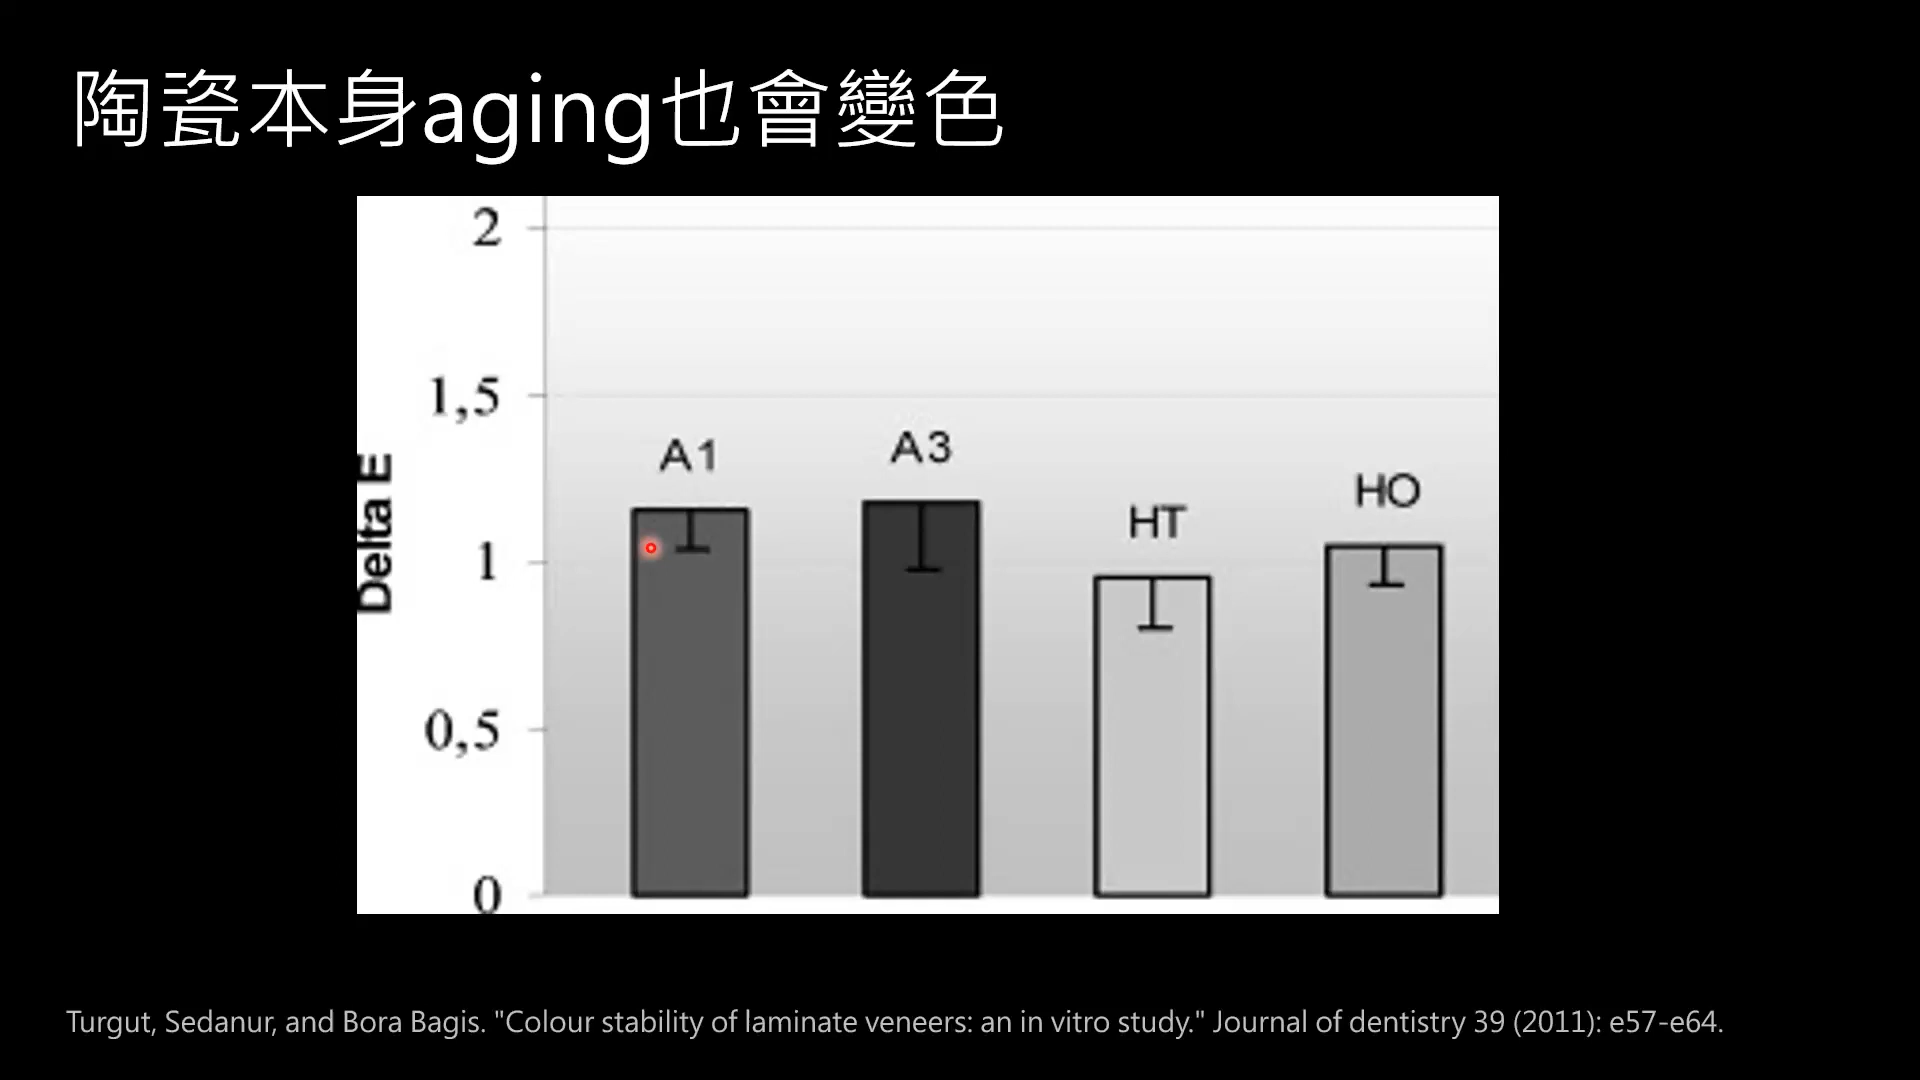 陶瓷本身aging也會變色
2
1,5
1
0,5
0
Delta E
A1
A3
HT
HO
Turgut, Sedanur, and Bora Bagis. "Colour stability of laminate veneers: an in vitro study." Journal of dentistry 39 (2011): e57-e64.